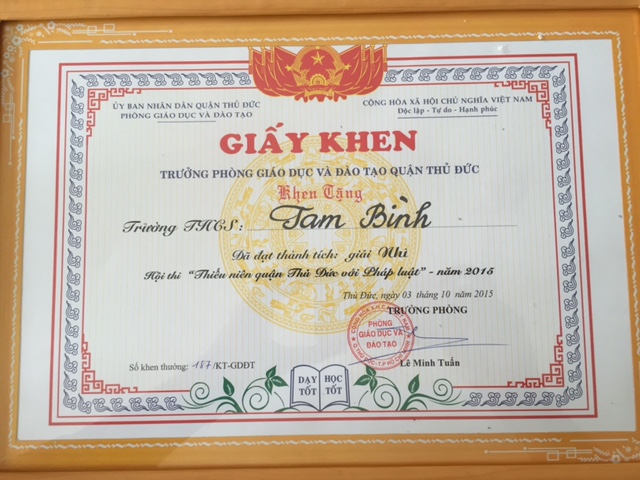 ỦY BAN NHÂN DÂN QUẬN THỦ ĐỨC
PHÒNG GIÁO DỤC VÀ ĐÀO TẠO
CỘNG HÒA XÃ HỘI CHỦ NGHĨA VIỆT NAM
Độc lập - Tự do - Hạnh phúc
GIẤY KHEN
TRƯỞNG PHÒNG GIÁO DỤC VÀ ĐÀO TẠO QUẬN THỦ ĐỨC
Khen Tặng
Trường THCS: Tam Bình
Đã đạt thành tích: giải Nhì
Hội thi "Thiếu niên quận Thủ Đức với Pháp luật" - năm 2015
Thủ Đức, ngày 03 tháng 10 năm 2015
TRƯỞNG PHÒNG
PHÒNG
GIÁO DỤC VÀ
ĐÀO TẠO
Số khen thưởng: 187/KT-GDĐT
Lê Minh Tuấn
DẠY TỐT
HỌC TỐT